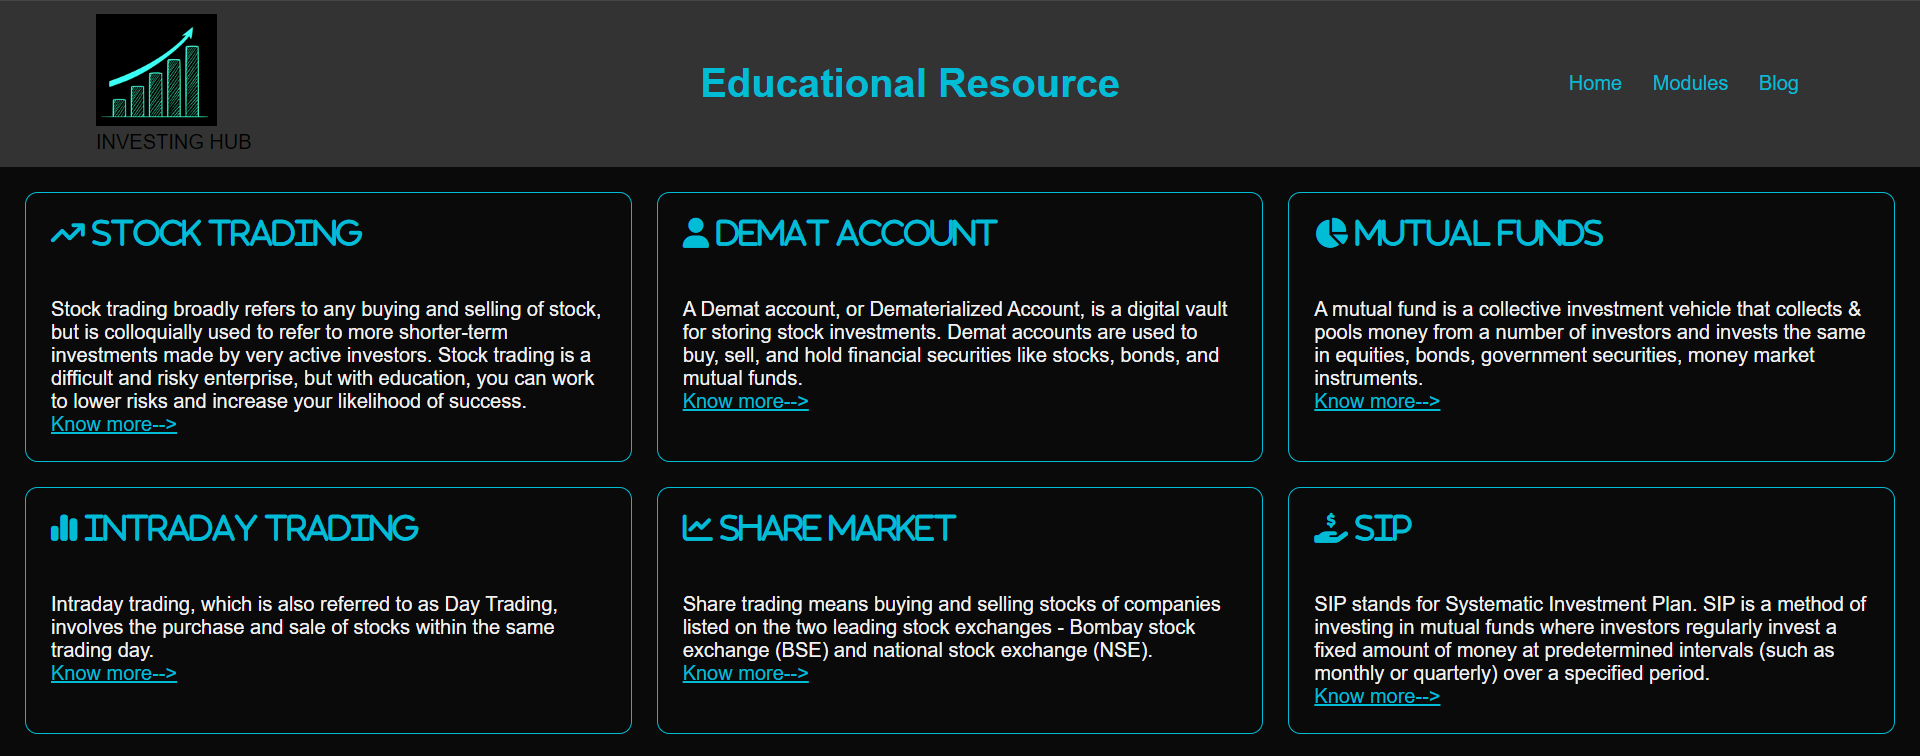 INVESTING HUB
Educational Resource
Home Modules Blog
STOCK TRADING
Stock trading broadly refers to any buying and selling of stock,
but is colloquially used to refer to more shorter-term
investments made by very active investors. Stock trading is a
difficult and risky enterprise, but with education, you can work
to lower risks and increase your likelihood of success.
Know more-->
DEMAT ACCOUNT
A Demat account, or Dematerialized Account, is a digital vault
for storing stock investments. Demat accounts are used to
buy, sell, and hold financial securities like stocks, bonds, and
mutual funds.
Know more-->
MUTUAL FUNDS
A mutual fund is a collective investment vehicle that collects &
pools money from a number of investors and invests the same
in equities, bonds, government securities, money market
instruments.
Know more-->
INTRADAY TRADING
Intraday trading, which is also referred to as Day Trading,
involves the purchase and sale of stocks within the same
trading day.
Know more-->
SHARE MARKET
Share trading means buying and selling stocks of companies
listed on the two leading stock exchanges - Bombay stock
exchange (BSE) and national stock exchange (NSE).
Know more-->
SIP
SIP stands for Systematic Investment Plan. SIP is a method of
investing in mutual funds where investors regularly invest a
fixed amount of money at predetermined intervals (such as
monthly or quarterly) over a specified period.
Know more-->